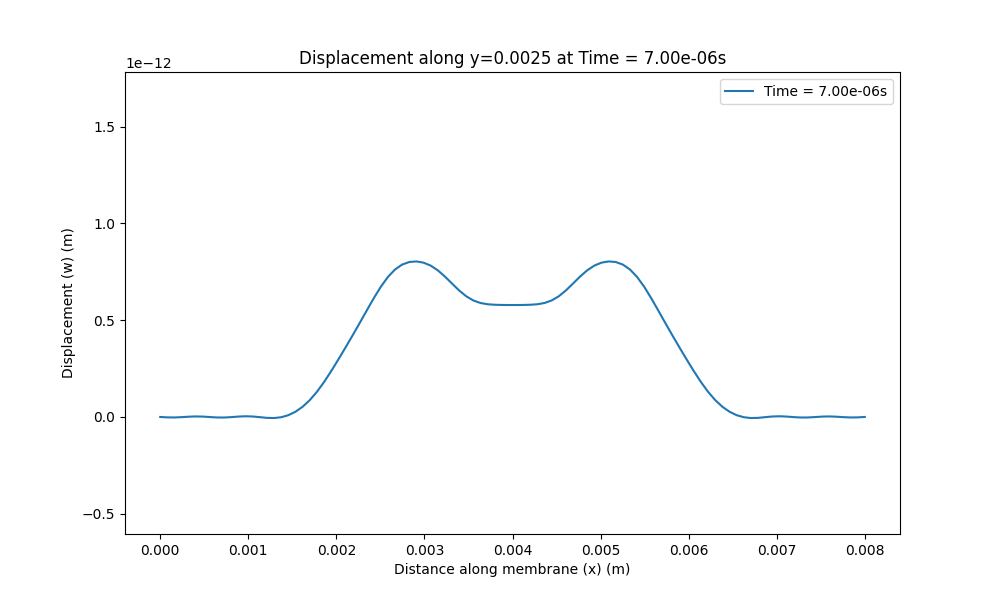 Displacement along y=0.0025 at Time = 7.00e-06s
1e−12
Time = 7.00e-06s
1.5
1.0
0.5
0.0
−0.5
Displacement (w) (m)
0.000 0.001 0.002 0.003 0.004 0.005 0.006 0.007 0.008
Distance along membrane (x) (m)